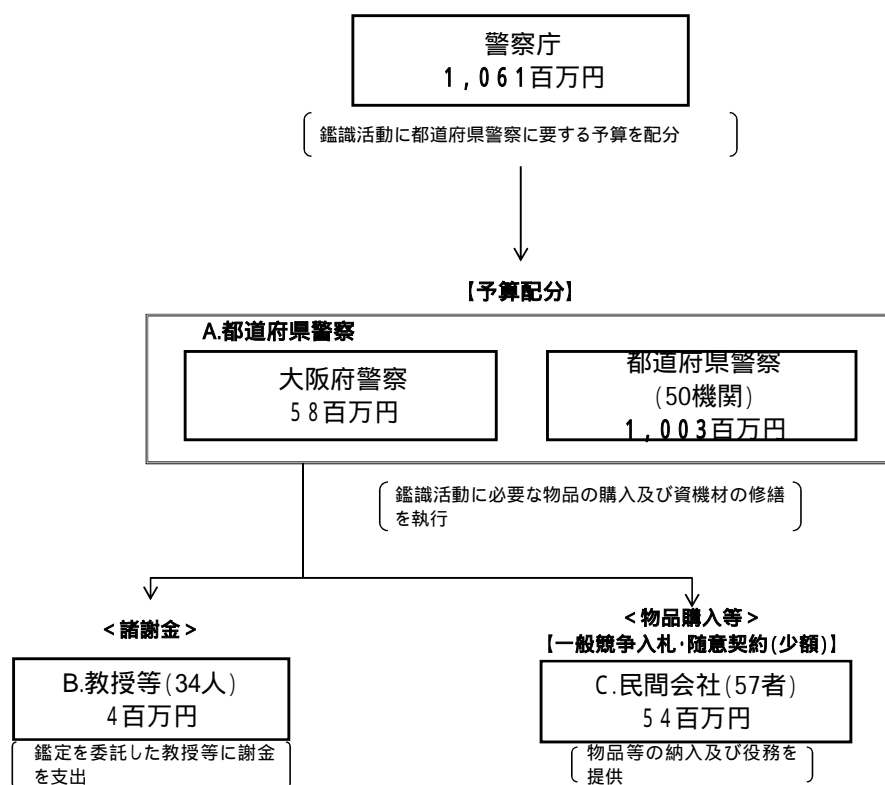 警察庁
1,061百万円
鑑識活動に都道府県警察に要する予算を配分
【予算配分】
A.都道府県警察
大阪府警察
58百万円
都道府県警察
(50機関)
1,003百万円
鑑識活動に必要な物品の購入及び資機材の修繕
を執行
<諸謝金>
B.教授等(34人)
4百万円
鑑定を委託した教授等に謝金
を支出
<物品購入等>
【一般競争入札・随意契約(少額)】
C.民間会社(57者)
54百万円
物品等の納入及び役務を
提供